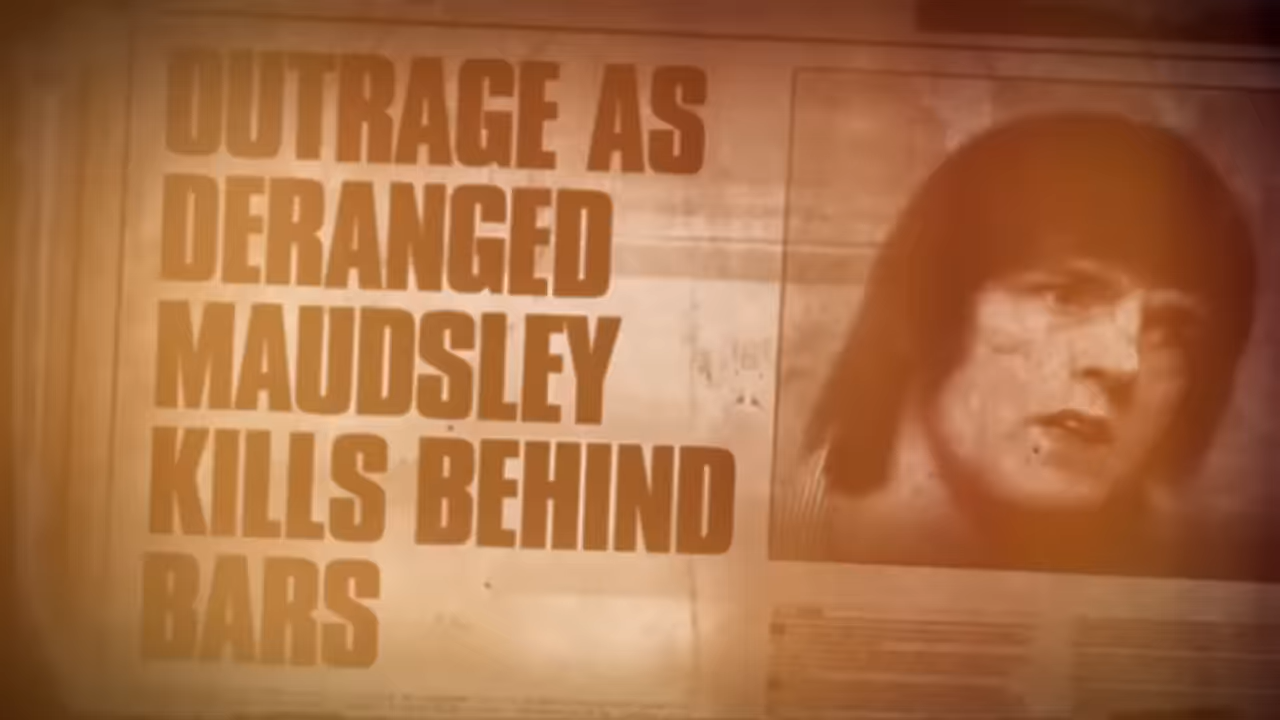 OUTRAGE AS
DERANGED
MAUDSLEY
KILLS BEHIND
BARS